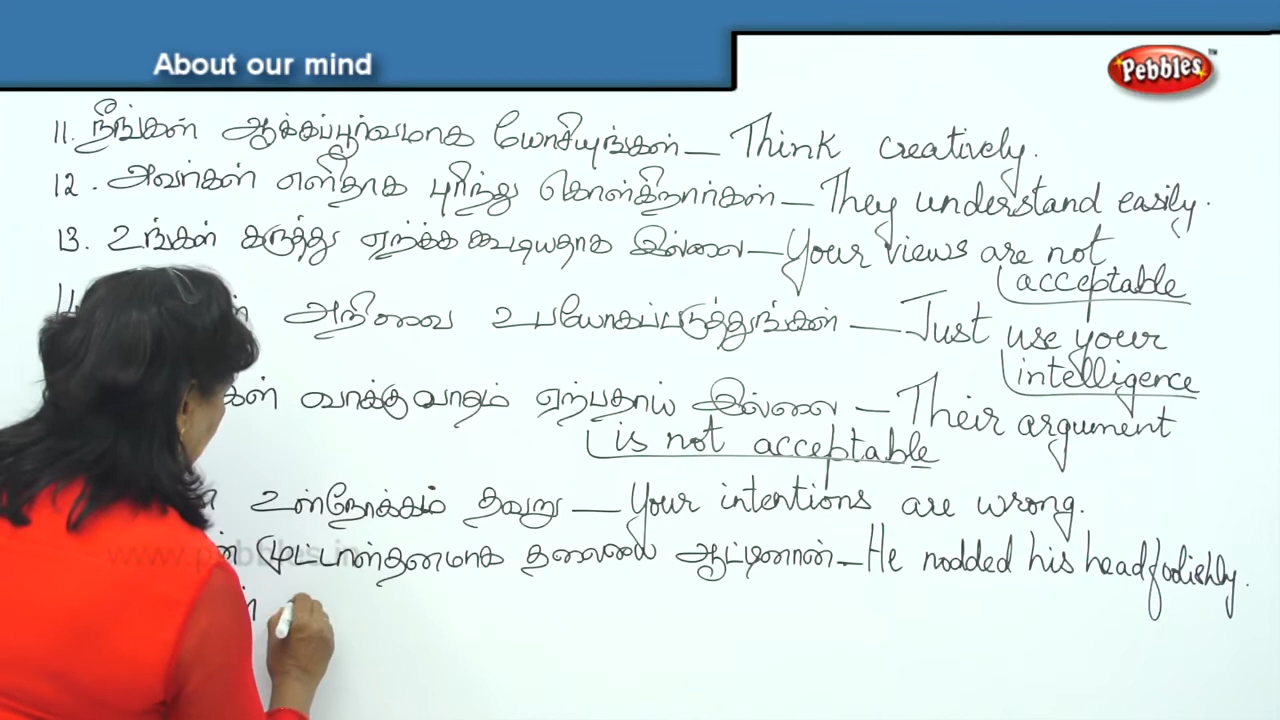 About our mind
Pebbles™
11. நீங்கள் ஆக்கப்பூர்வமாக யோசியுங்கள் – Think creatively.
12. அவர்கள் எளிதாக புரிந்து கொள்கிறார்கள் – They understand easily.
13. உங்கள் கருத்து ஏற்க்க கூடியதாக இல்லை – Your views are not
acceptable
அறிவை உபயோகப்படுத்துங்கள் – Just use your
intelligence
கள் வாக்குவாதம் ஏற்பதாய் இல்லை – Their argument
is not acceptable
உள்நோக்கம் தவறு – Your intentions are wrong.
ன் முட்டாள்தனமாக தலையை ஆட்டினான் – He nodded his head foolishly.